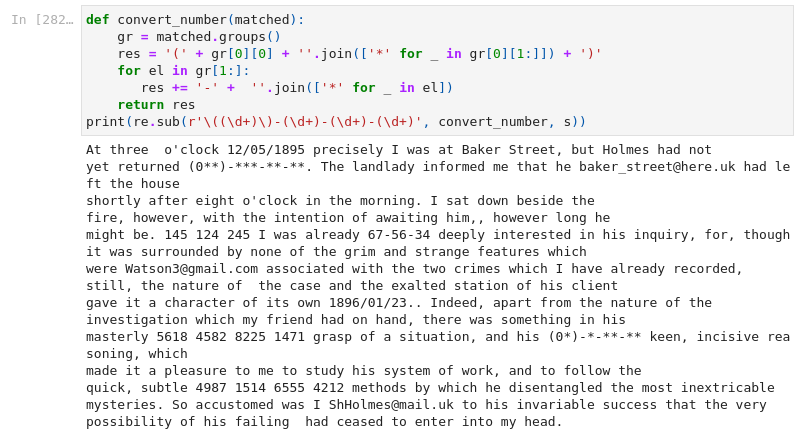 In [282…
def convert_number(matched):
    gr = matched.groups()
    res = '(' + gr[0][0] + ''.join(['*' for _ in gr[0][1:]]) + ')'
    for el in gr[1:]:
       res += '-' +  ''.join(['*' for _ in el])
    return res
print(re.sub(r'\((\d+)\)-(\d+)-(\d+)-(\d+)', convert_number, s))
At three  o'clock 12/05/1895 precisely I was at Baker Street, but Holmes had not
yet returned (0**)-***-**-**. The landlady informed me that he baker_street@here.uk had le
ft the house
shortly after eight o'clock in the morning. I sat down beside the
fire, however, with the intention of awaiting him,, however long he
might be. 145 124 245 I was already 67-56-34 deeply interested in his inquiry, for, though
it was surrounded by none of the grim and strange features which
were Watson3@gmail.com associated with the two crimes which I have already recorded,
still, the nature of  the case and the exalted station of his client
gave it a character of its own 1896/01/23.. Indeed, apart from the nature of the
investigation which my friend had on hand, there was something in his
masterly 5618 4582 8225 1471 grasp of a situation, and his (0*)-*-**-** keen, incisive rea
soning, which
made it a pleasure to me to study his system of work, and to follow the
quick, subtle 4987 1514 6555 4212 methods by which he disentangled the most inextricable
mysteries. So accustomed was I ShHolmes@mail.uk to his invariable success that the very
possibility of his failing  had ceased to enter into my head.